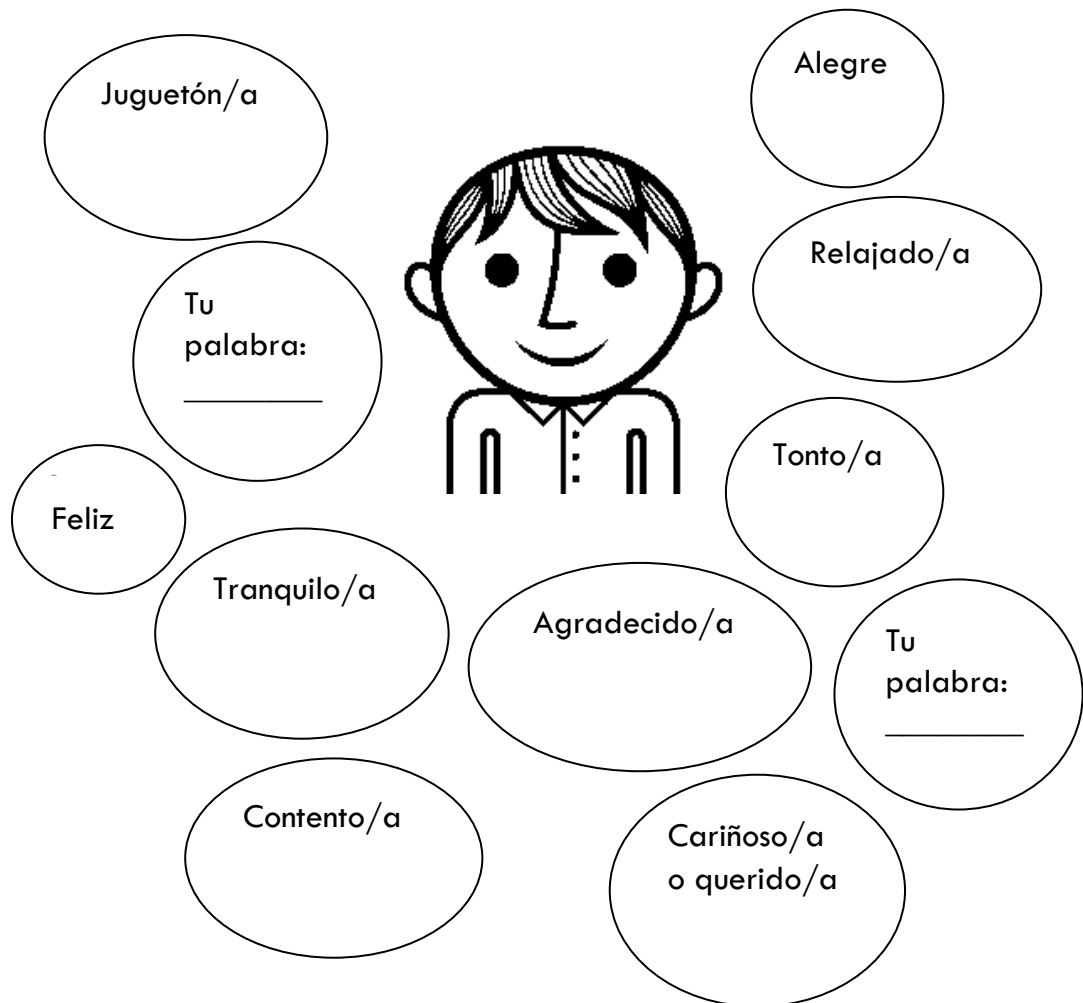 Juguetón/a
Alegre
Relajado/a
Tu
palabra:
________
Tonto/a
Feliz
Tranquilo/a
Agradecido/a
Tu
palabra:
________
Contento/a
Cariñoso/a
o querido/a